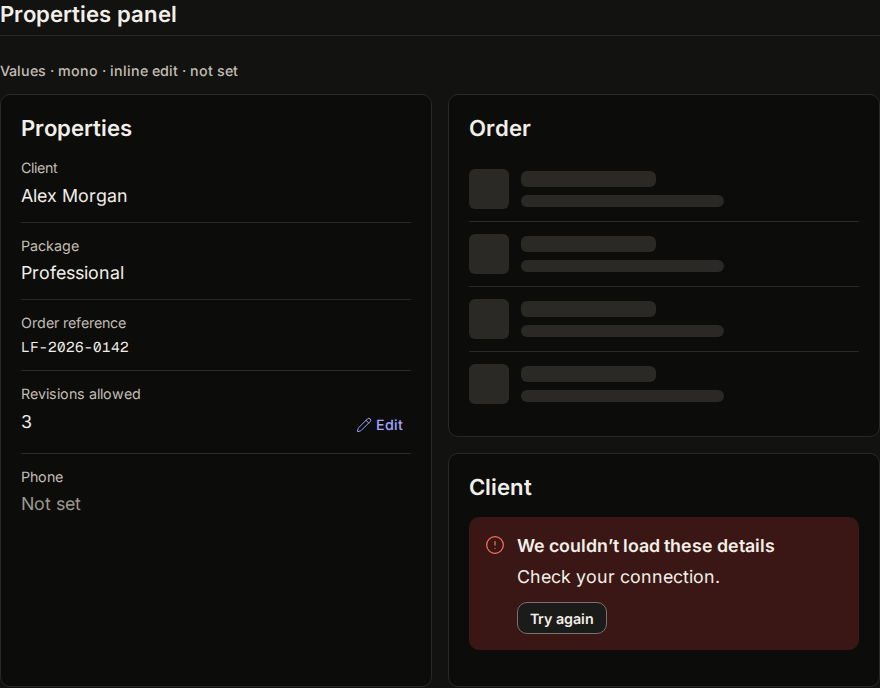 Properties panel
Values · mono · inline edit · not set
Properties
Client
Alex Morgan
Package
Professional
Order reference
LF-2026-0142
Revisions allowed
3
Edit
Phone
Not set
Order
Client
We couldn’t load these details
Check your connection.
Try again